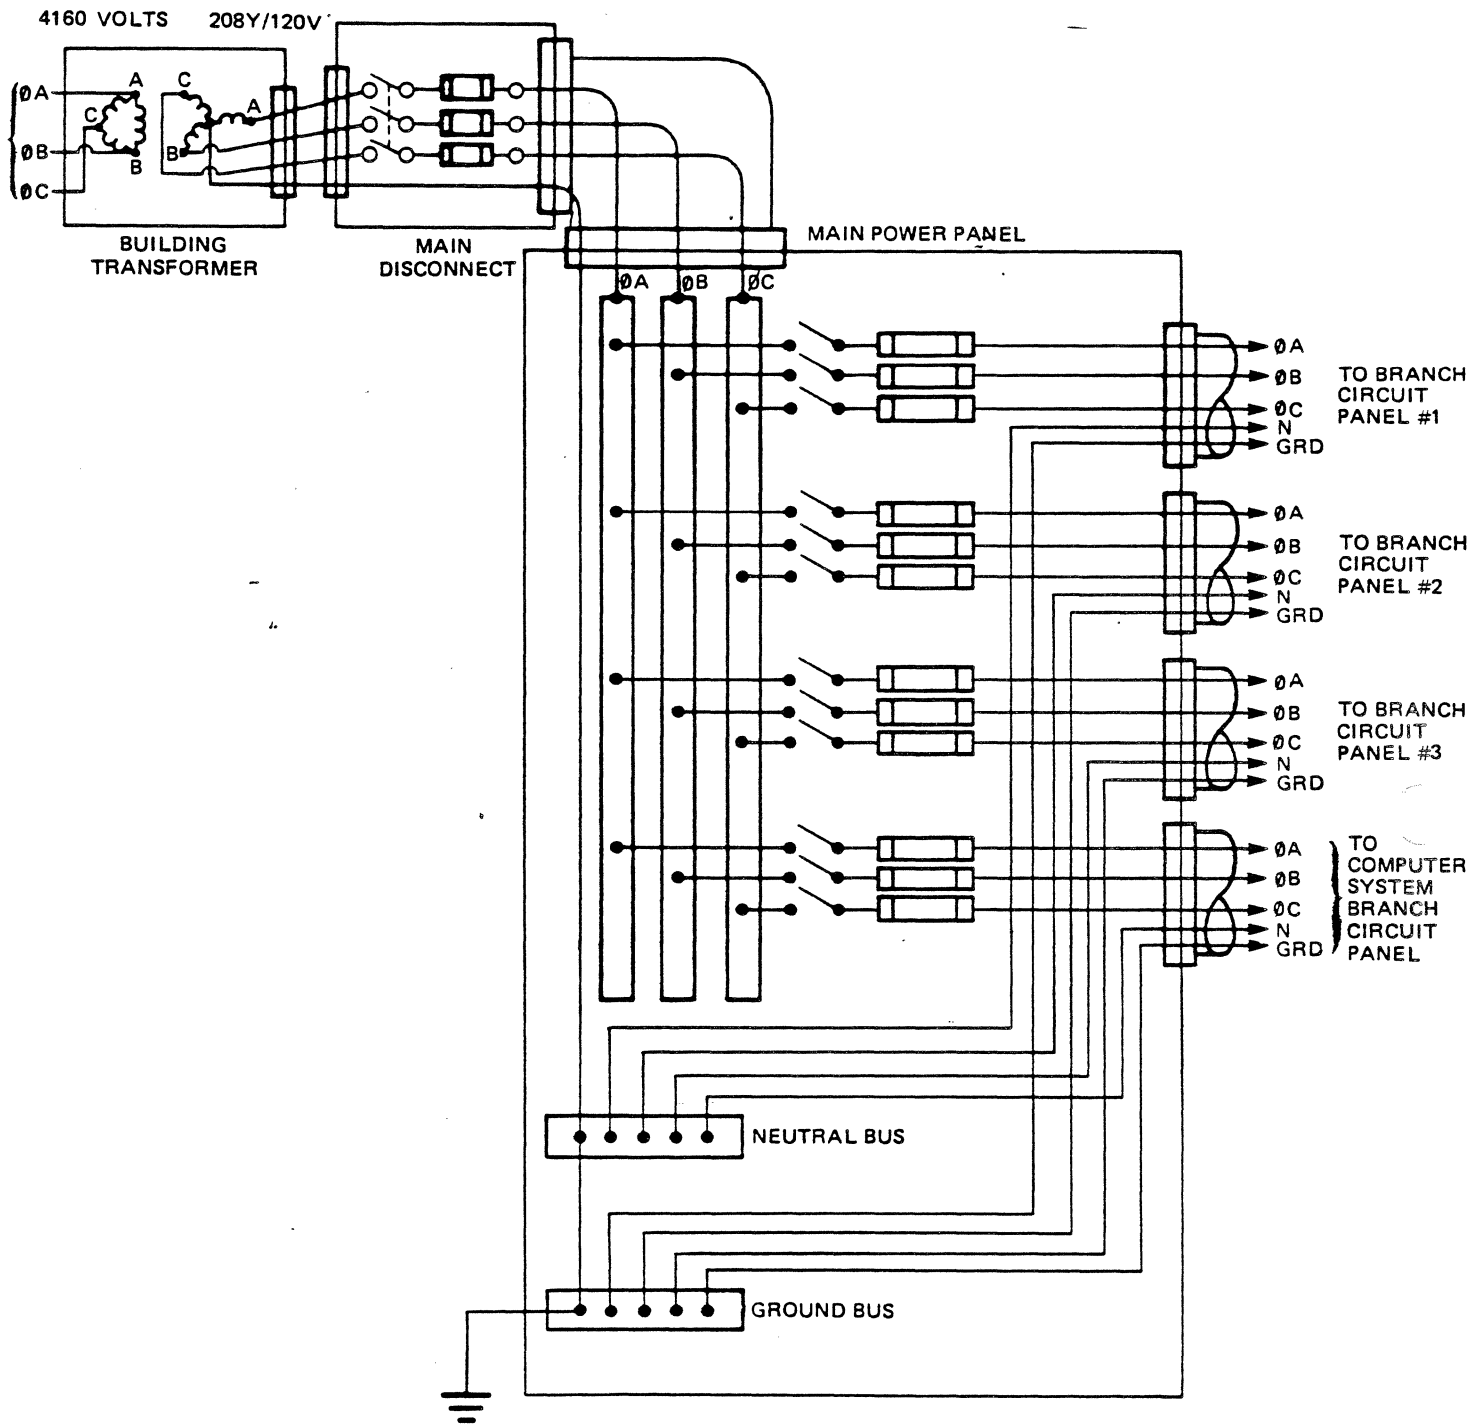 4160 VOLTS 208Y/120V
A
C
B
C
A
B
ØA
ØB
ØC
BUILDING
TRANSFORMER
MAIN
DISCONNECT
MAIN POWER PANEL
ØA ØB ØC
ØA
ØB
ØC
N
GRD
TO BRANCH
CIRCUIT
PANEL #1
ØA
ØB
ØC
N
GRD
TO BRANCH
CIRCUIT
PANEL #2
ØA
ØB
ØC
N
GRD
TO BRANCH
CIRCUIT
PANEL #3
ØA
ØB
ØC
N
GRD
TO
COMPUTER
SYSTEM
BRANCH
CIRCUIT
PANEL
NEUTRAL BUS
GROUND BUS